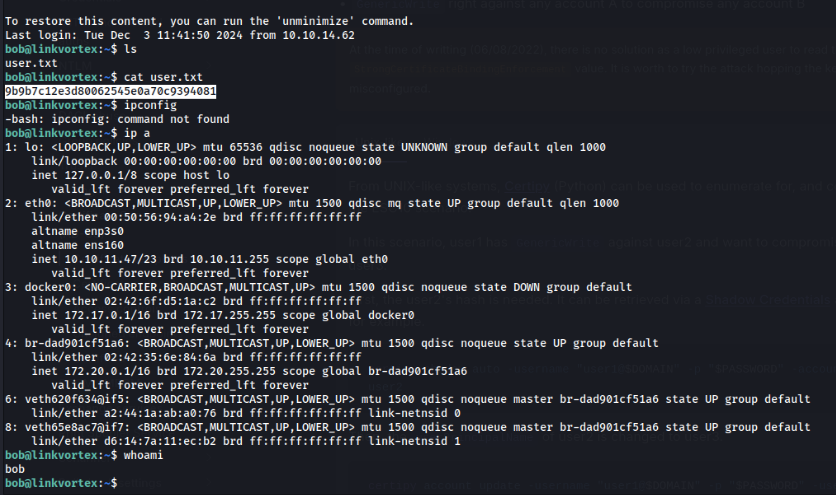 To restore this content, you can run the 'unminimize' command.
Last login: Tue Dec  3 11:41:50 2024 from 10.10.14.62
bob@linkvortex:~$ ls
user.txt
bob@linkvortex:~$ cat user.txt
9b9b7c12e3d80062545e0a70c9394081
bob@linkvortex:~$ ipconfig
-bash: ipconfig: command not found
bob@linkvortex:~$ ip a
1: lo: <LOOPBACK,UP,LOWER_UP> mtu 65536 qdisc noqueue state UNKNOWN group default qlen 1000
    link/loopback 00:00:00:00:00:00 brd 00:00:00:00:00:00
    inet 127.0.0.1/8 scope host lo
       valid_lft forever preferred_lft forever
2: eth0: <BROADCAST,MULTICAST,UP,LOWER_UP> mtu 1500 qdisc mq state UP group default qlen 1000
    link/ether 00:50:56:94:a4:2e brd ff:ff:ff:ff:ff:ff
    altname enp3s0
    altname ens160
    inet 10.10.11.47/23 brd 10.10.11.255 scope global eth0
       valid_lft forever preferred_lft forever
3: docker0: <NO-CARRIER,BROADCAST,MULTICAST,UP> mtu 1500 qdisc noqueue state DOWN group default
    link/ether 02:42:6f:d5:1a:c2 brd ff:ff:ff:ff:ff:ff
    inet 172.17.0.1/16 brd 172.17.255.255 scope global docker0
       valid_lft forever preferred_lft forever
4: br-dad901cf51a6: <BROADCAST,MULTICAST,UP,LOWER_UP> mtu 1500 qdisc noqueue state UP group default
    link/ether 02:42:35:6e:84:6a brd ff:ff:ff:ff:ff:ff
    inet 172.20.0.1/16 brd 172.20.255.255 scope global br-dad901cf51a6
       valid_lft forever preferred_lft forever
6: veth620f634@if5: <BROADCAST,MULTICAST,UP,LOWER_UP> mtu 1500 qdisc noqueue master br-dad901cf51a6 state UP group default
    link/ether a2:44:1a:ab:a0:76 brd ff:ff:ff:ff:ff:ff link-netnsid 0
8: veth65e8ac7@if7: <BROADCAST,MULTICAST,UP,LOWER_UP> mtu 1500 qdisc noqueue master br-dad901cf51a6 state UP group default
    link/ether d6:14:7a:11:ec:b2 brd ff:ff:ff:ff:ff:ff link-netnsid 1
bob@linkvortex:~$ whoami
bob
bob@linkvortex:~$